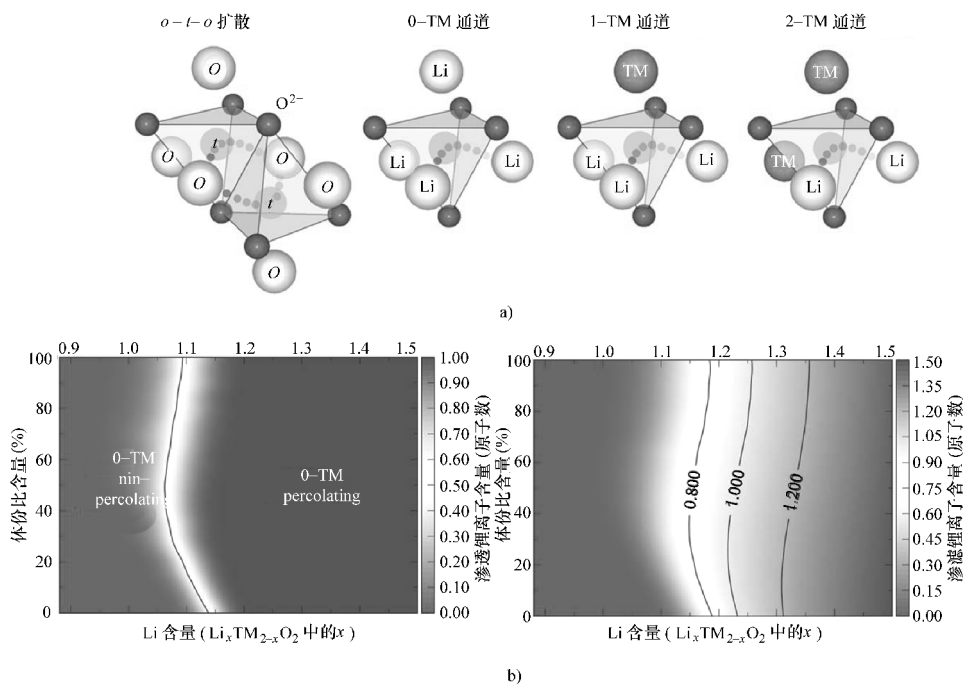 o–t–o 扩散
0–TM 通道
1–TM 通道
2–TM 通道
O
Li
TM
TM
O²⁻
O
t
O
Li
Li
Li
Li
TM
Li
O
O
Li
Li
Li
t
O
a)
0.9 1.0 1.1 1.2 1.3 1.4 1.5
100
80
60
40
20
0
体份比含量(%)
0–TM
nin–
percolating
0–TM
percolating
1.00
0.90
0.80
0.70
0.60
0.50
0.40
0.30
0.20
0.10
0.00
渗透锂离子含量(原子数)
Li 含量 ( LiₓTM₂₋ₓO₂ 中的x )
0.9 1.0 1.1 1.2 1.3 1.4 1.5
100
80
60
40
20
0
体份比含量(%)
0.800
1.000
1.200
1.50
1.35
1.20
1.05
0.90
0.75
0.60
0.45
0.30
0.15
0.00
渗滤锂离子含量(原子数)
Li 含量 ( LiₓTM₂₋ₓO₂ 中的x )
b)